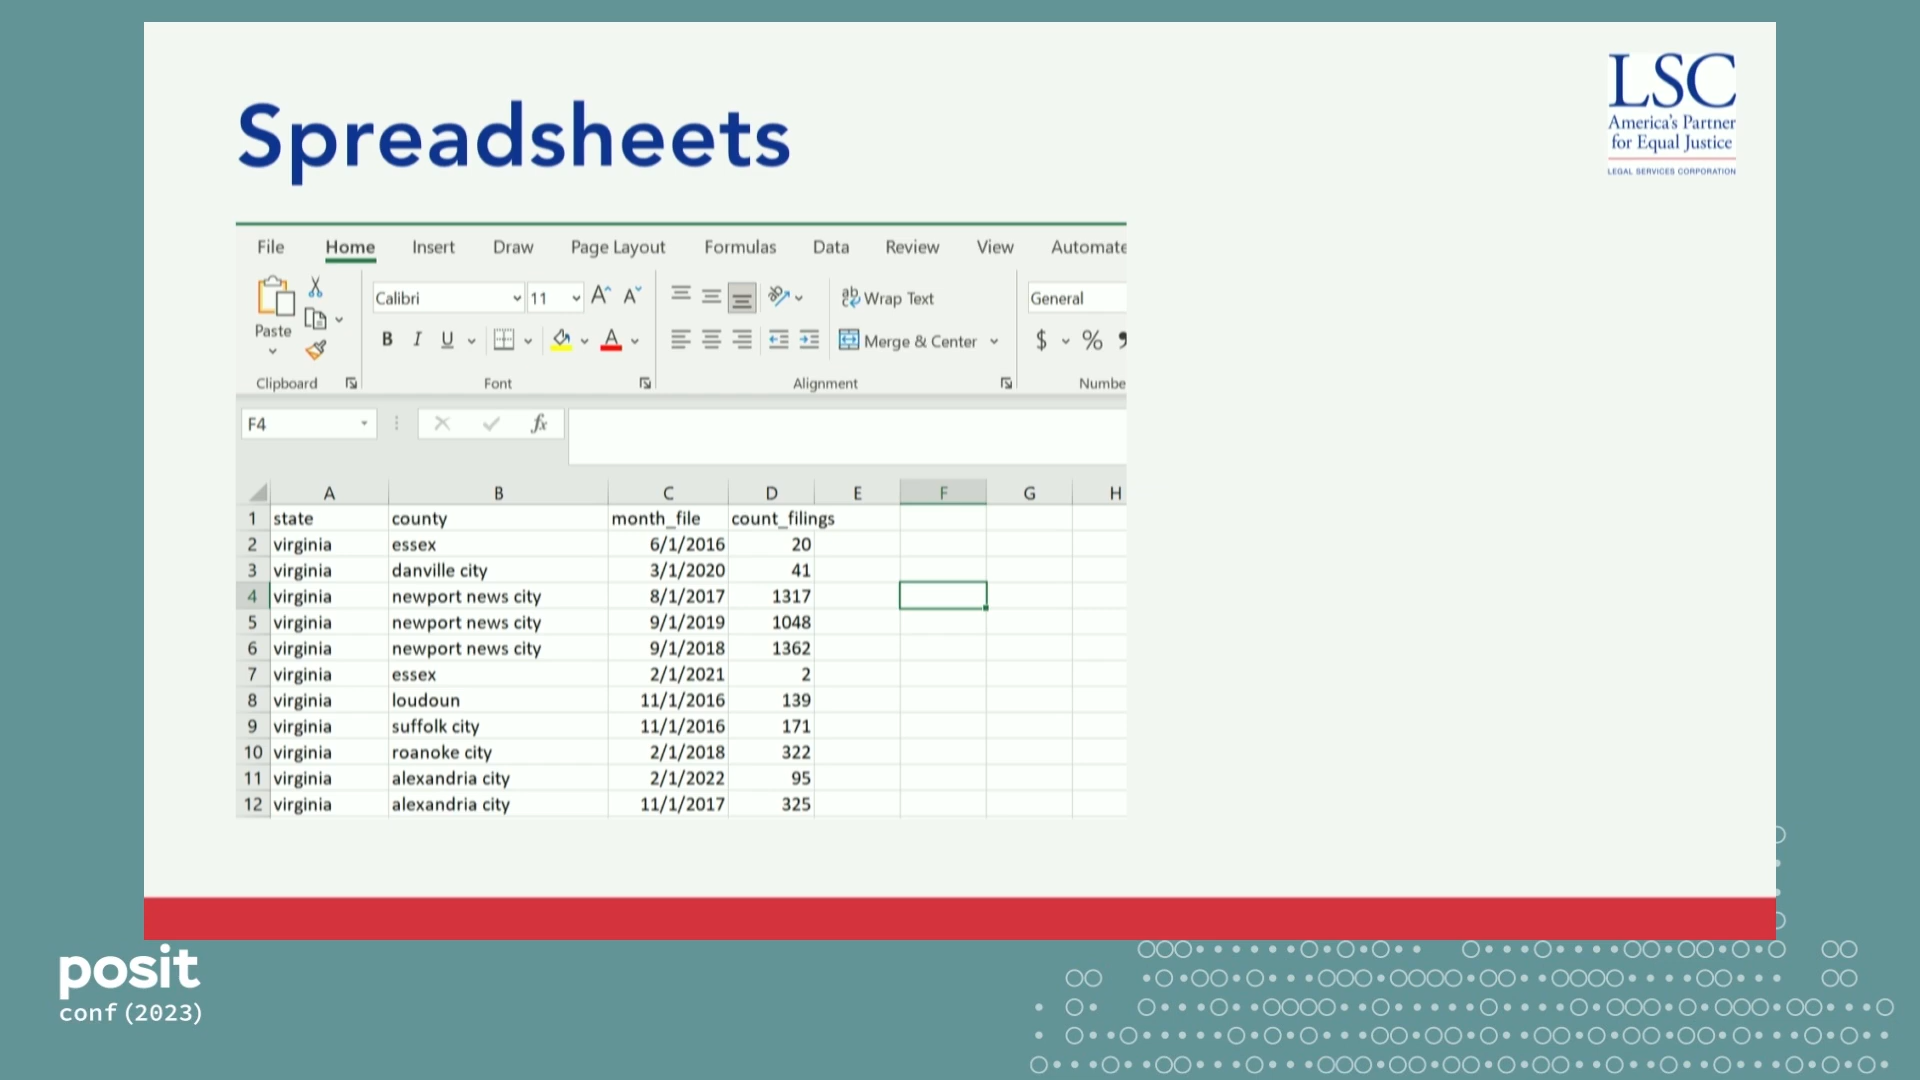 Spreadsheets
LSC
America's Partner
for Equal Justice
LEGAL SERVICES CORPORATION
File Home Insert Draw Page Layout Formulas Data Review View Automate
Paste
Calibri 11 A A
Wrap Text
General
B I U A
Merge & Center
$ %
Clipboard Font Alignment Numbe
F4 fx
A B C D E F G H
1 state county month_file count_filings
2 virginia essex 6/1/2016 20
3 virginia danville city 3/1/2020 41
4 virginia newport news city 8/1/2017 1317
5 virginia newport news city 9/1/2019 1048
6 virginia newport news city 9/1/2018 1362
7 virginia essex 2/1/2021 2
8 virginia loudoun 11/1/2016 139
9 virginia suffolk city 11/1/2016 171
10 virginia roanoke city 2/1/2018 322
11 virginia alexandria city 2/1/2022 95
12 virginia alexandria city 11/1/2017 325
posit
conf(2023)